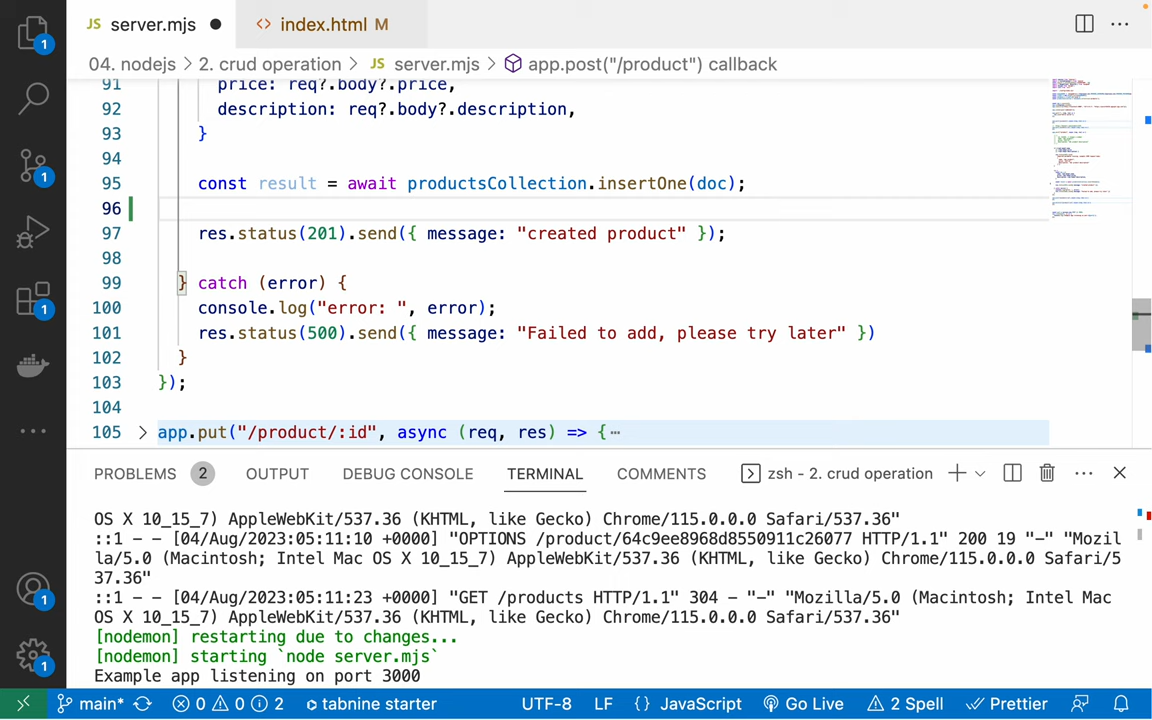 JS server.mjs
<> index.html M
04. nodejs > 2. crud operation > JS server.mjs > app.post("/product") callback
91 price: req?.body?.price,
92 description: req?.body?.description,
93 }
94
95 const result = await productsCollection.insertOne(doc);
96
97 res.status(201).send({ message: "created product" });
98
99 } catch (error) {
100 console.log("error: ", error);
101 res.status(500).send({ message: "Failed to add, please try later" })
102 }
103 });
104
105 app.put("/product/:id", async (req, res) => {…
1
1
1
1
1
PROBLEMS 2 OUTPUT DEBUG CONSOLE TERMINAL COMMENTS zsh - 2. crud operation
OS X 10_15_7) AppleWebKit/537.36 (KHTML, like Gecko) Chrome/115.0.0.0 Safari/537.36"
::1 - - [04/Aug/2023:05:11:10 +0000] "OPTIONS /product/64c9ee8968d8550911c26077 HTTP/1.1" 200 19 "-" "Mozil
la/5.0 (Macintosh; Intel Mac OS X 10_15_7) AppleWebKit/537.36 (KHTML, like Gecko) Chrome/115.0.0.0 Safari/5
37.36"
::1 - - [04/Aug/2023:05:11:23 +0000] "GET /products HTTP/1.1" 304 - "-" "Mozilla/5.0 (Macintosh; Intel Mac
OS X 10_15_7) AppleWebKit/537.36 (KHTML, like Gecko) Chrome/115.0.0.0 Safari/537.36"
[nodemon] restarting due to changes...
[nodemon] starting `node server.mjs`
Example app listening on port 3000
main* 0 0 2 tabnine starter UTF-8 LF {} JavaScript Go Live 2 Spell Prettier